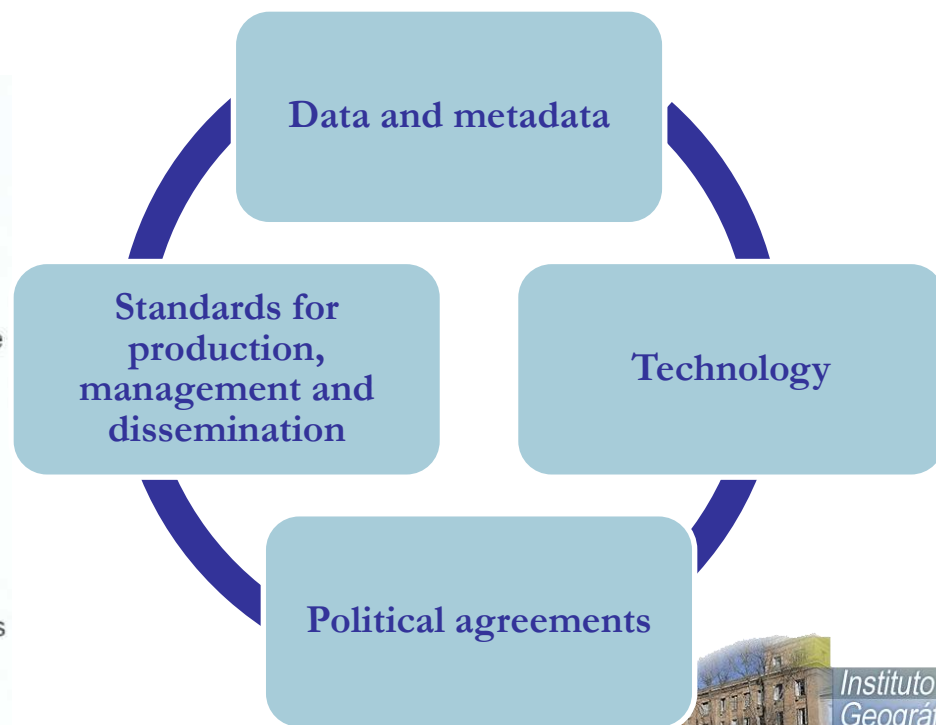 Data and metadata
Standards for
production,
management and
dissemination
Technology
Political agreements
Instituto